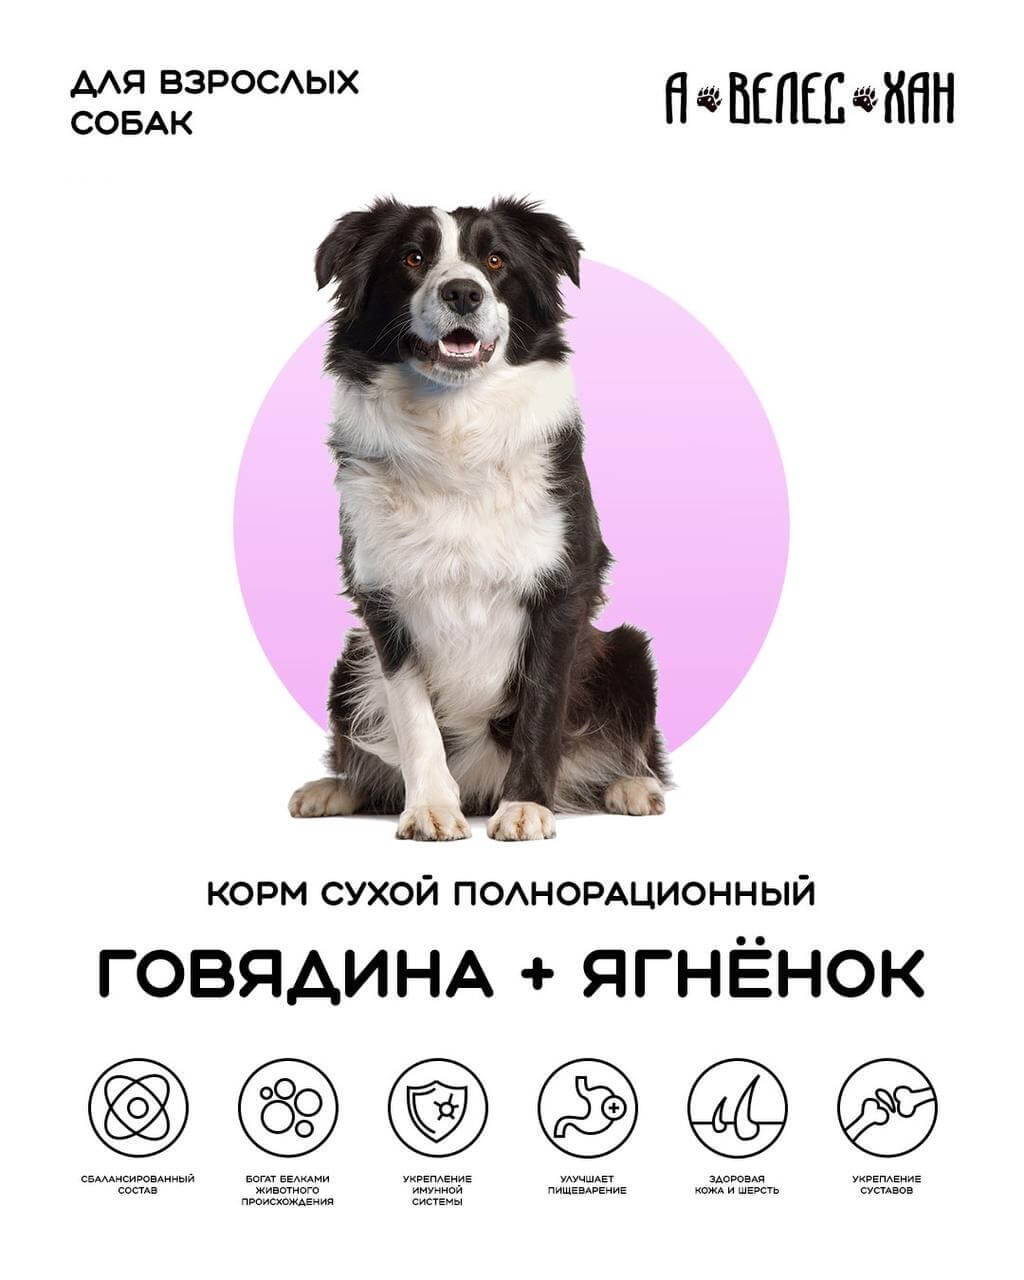 ДЛЯ ВЗРОСЛЫХ
СОБАК
А ВЕЛЕС ХАН
КОРМ СУХОЙ ПОЛНОРАЦИОННЫЙ
ГОВЯДИНА + ЯГНЁНОК
СБАЛАНСИРОВАННЫЙ
СОСТАВ
БОГАТ БЕЛКАМИ
ЖИВОТНОГО
ПРОИСХОЖДЕНИЯ
УКРЕПЛЕНИЕ
ИМУННОЙ
СИСТЕМЫ
УЛУЧШАЕТ
ПИЩЕВАРЕНИЕ
ЗДОРОВАЯ
КОЖА И ШЕРСТЬ
УКРЕПЛЕНИЕ
СУСТАВОВ